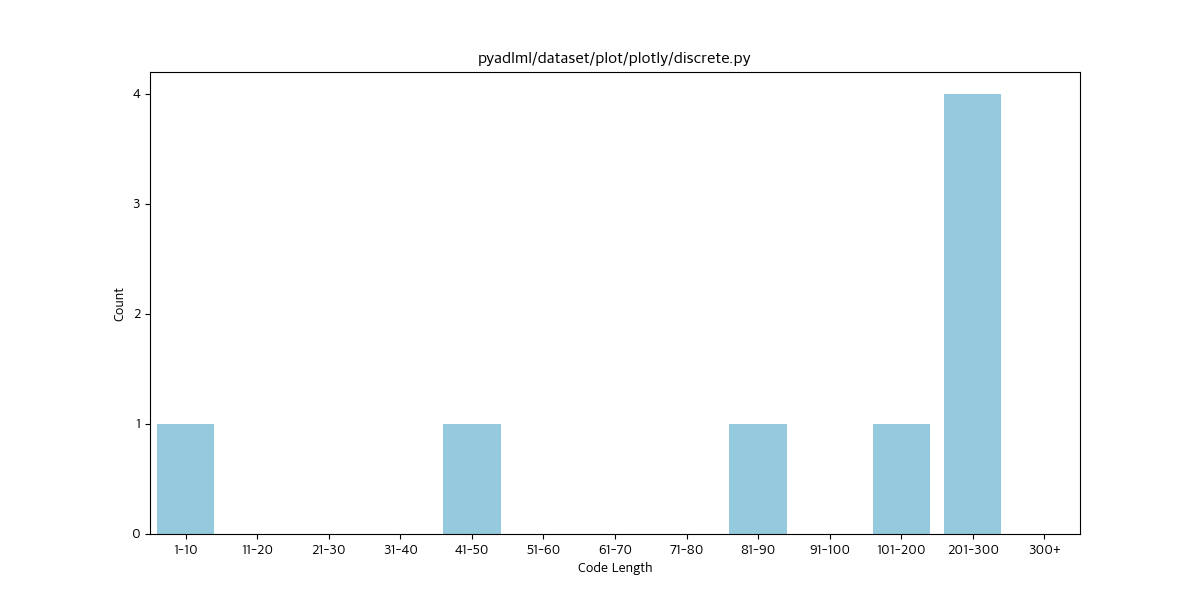 pyadlml/dataset/plot/plotly/discrete.py
4
3
Count
2
1
0
1-10 11-20 21-30 31-40 41-50 51-60 61-70 71-80 81-90 91-100 101-200 201-300 300+
Code Length